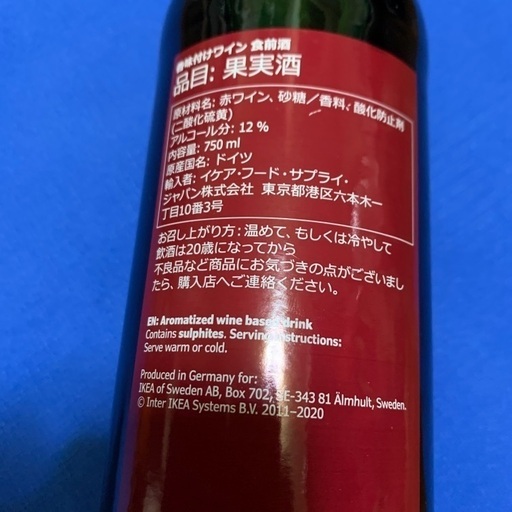 味付けワイン 食前酒
品目: 果実酒
原材料名: 赤ワイン、砂糖／香料、酸化防止剤
(二酸化硫黄)
アルコール分: 12 %
内容量: 750 ml
原産国名: ドイツ
輸入者: イケア・フード・サプライ・
ジャパン株式会社 東京都港区六本木一
丁目10番3号
お召し上がり方: 温めて、もしくは冷やして
飲酒は20歳になってから
不良品など商品にお気づきの点がございまし
たら、購入店へご連絡ください。
EN: Aromatized wine based drink
Contains sulphites. Serving instructions:
Serve warm or cold.
Produced in Germany for:
IKEA of Sweden AB, Box 702, SE-343 81 Älmhult, Sweden.
© Inter IKEA Systems B.V. 2011–2020